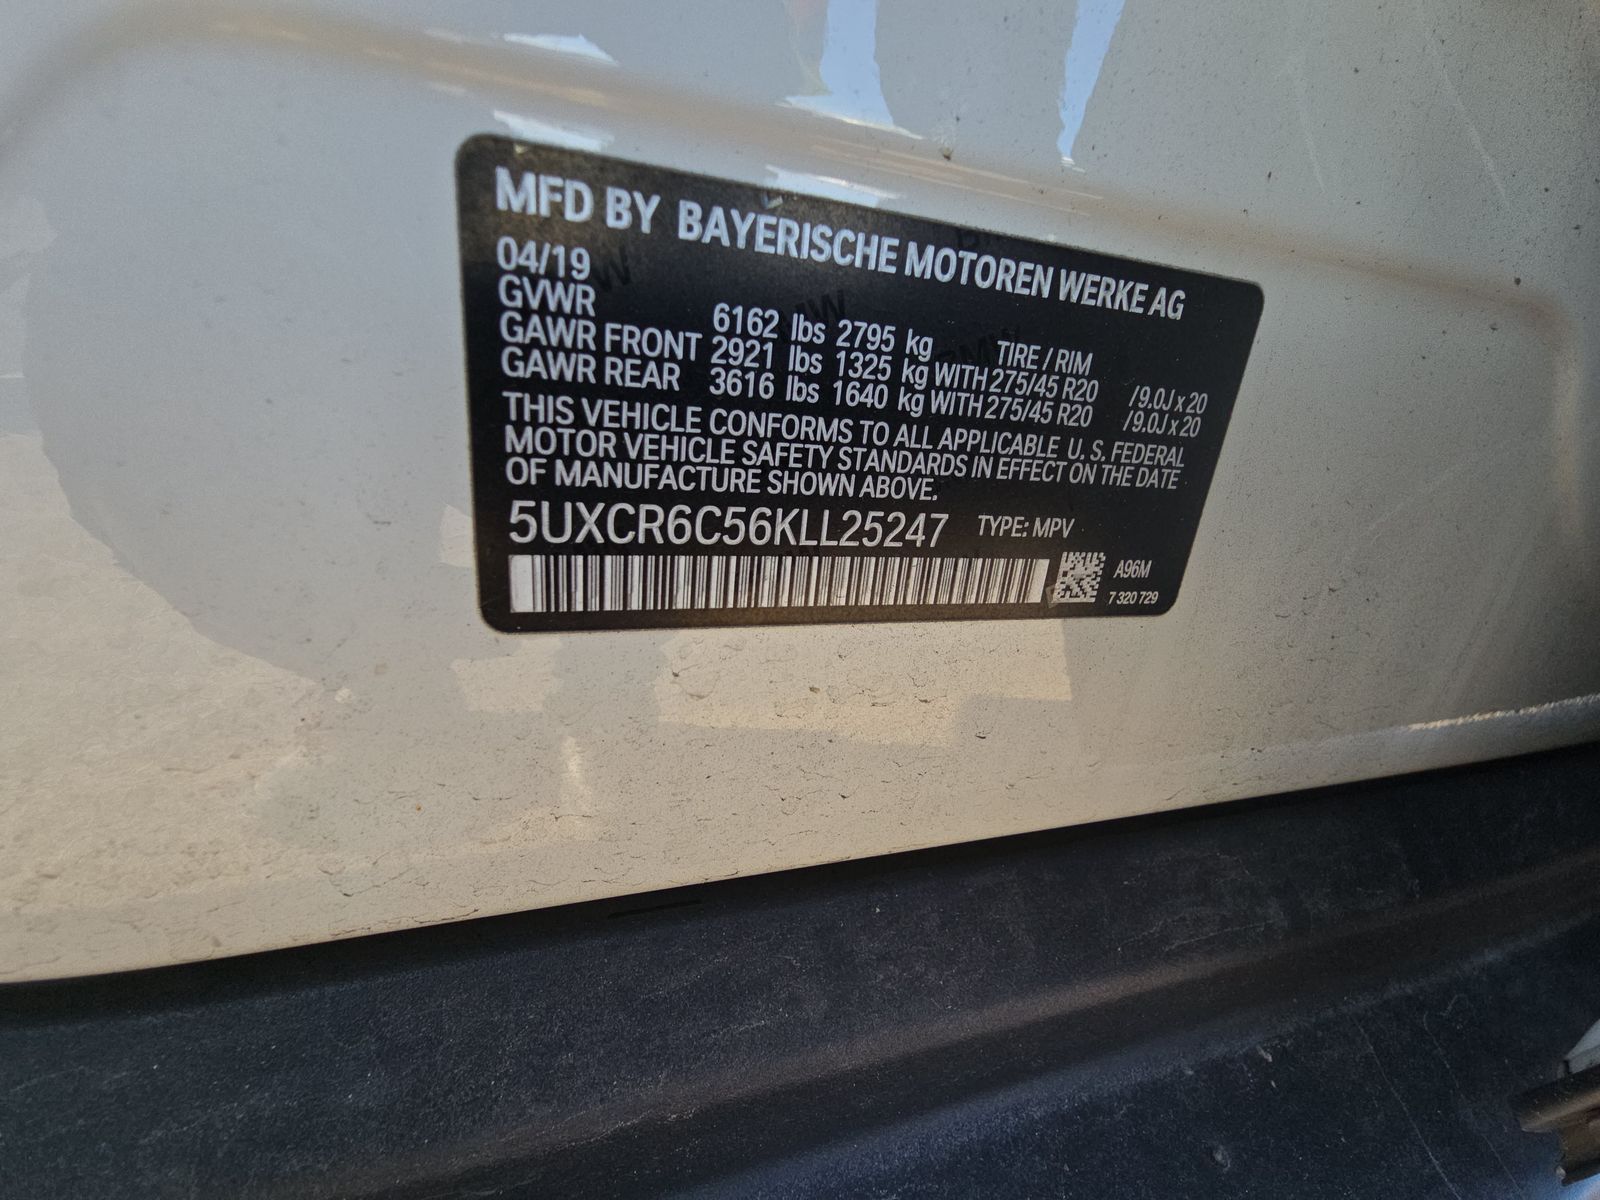 MFD BY BAYERISCHE MOTOREN WERKE AG
04/19
GVWR 6162 lbs 2795 kg TIRE / RIM
GAWR FRONT 2921 lbs 1325 kg WITH 275/45 R20 / 9.0J x 20
GAWR REAR 3616 lbs 1640 kg WITH 275/45 R20 / 9.0J x 20
THIS VEHICLE CONFORMS TO ALL APPLICABLE U. S. FEDERAL
MOTOR VEHICLE SAFETY STANDARDS IN EFFECT ON THE DATE
OF MANUFACTURE SHOWN ABOVE.
5UXCR6C56KLL25247 TYPE: MPV
A96M
7 320 729